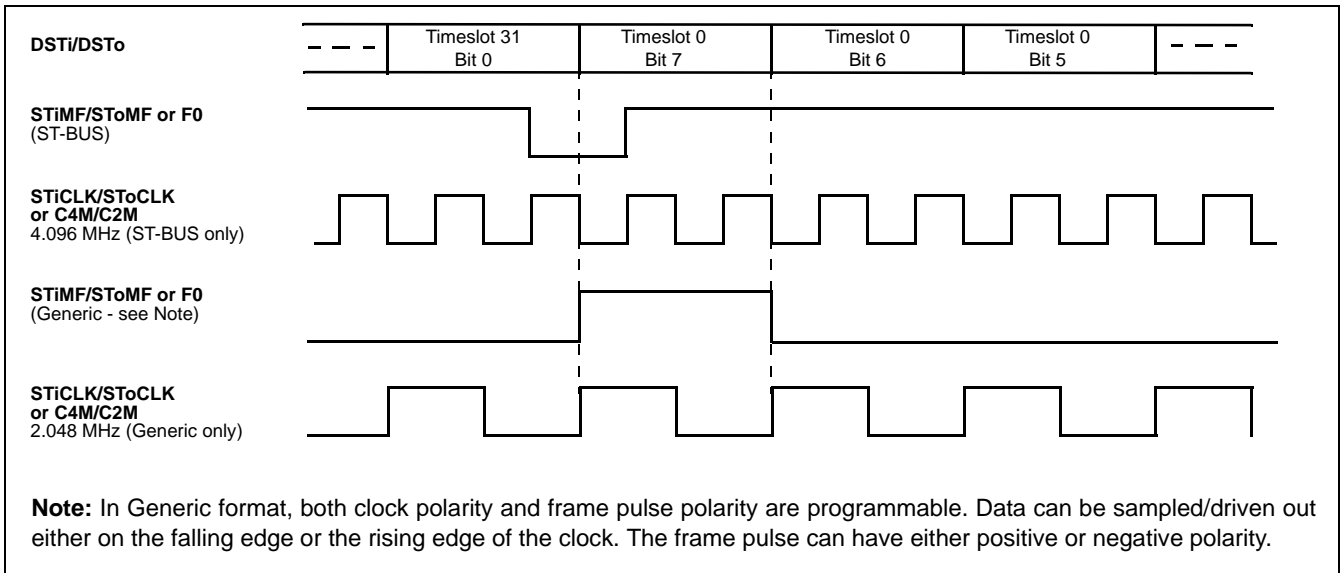 DSTi/DSTo
Timeslot 31
Bit 0
Timeslot 0
Bit 7
Timeslot 0
Bit 6
Timeslot 0
Bit 5
STiMF/SToMF or F0
(ST-BUS)
STiCLK/SToCLK
or C4M/C2M
4.096 MHz (ST-BUS only)
STiMF/SToMF or F0
(Generic - see Note)
STiCLK/SToCLK
or C4M/C2M
2.048 MHz (Generic only)
Note: In Generic format, both clock polarity and frame pulse polarity are programmable. Data can be sampled/driven out
either on the falling edge or the rising edge of the clock. The frame pulse can have either positive or negative polarity.